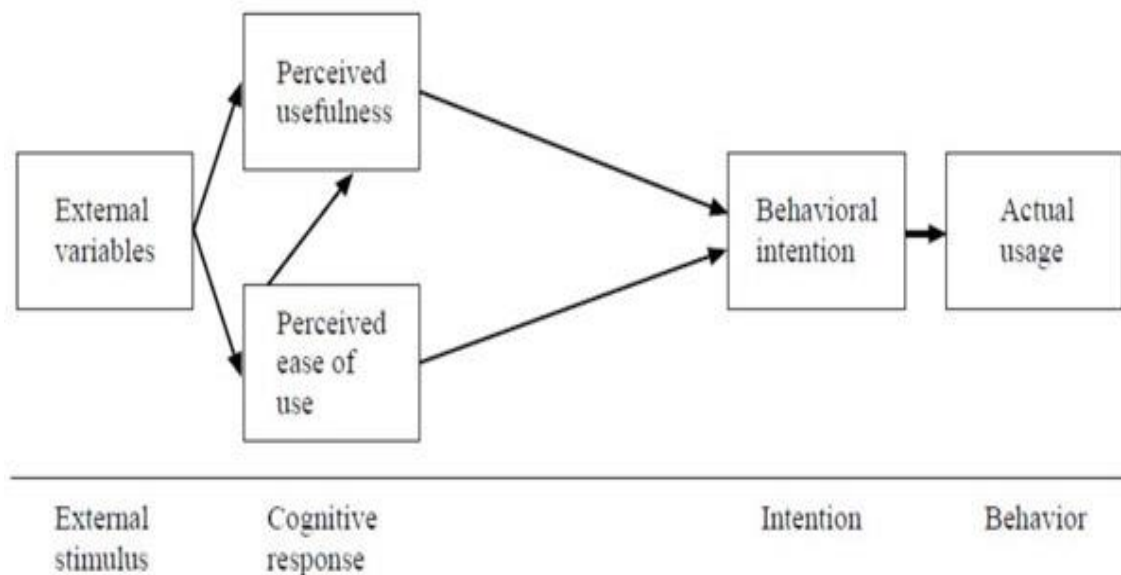 Perceived
usefulness
External
variables
Perceived
ease of
use
Behavioral
intention
Actual
usage
External
stimulus
Cognitive
response
Intention
Behavior